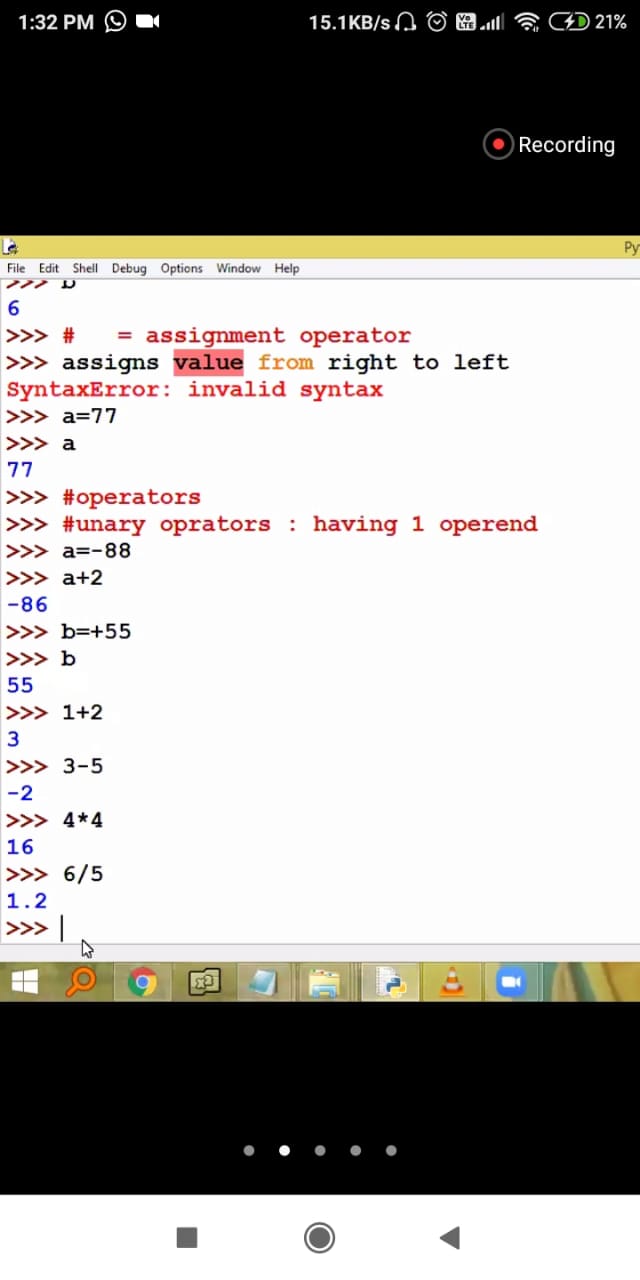 1:32 PM
15.1KB/s Vo LTE 21%
Recording
Py
File Edit Shell Debug Options Window Help
>>> b
6
>>> #   = assignment operator
>>> assigns value from right to left
SyntaxError: invalid syntax
>>> a=77
>>> a
77
>>> #operators
>>> #unary oprators : having 1 operend
>>> a=-88
>>> a+2
-86
>>> b=+55
>>> b
55
>>> 1+2
3
>>> 3-5
-2
>>> 4*4
16
>>> 6/5
1.2
>>>